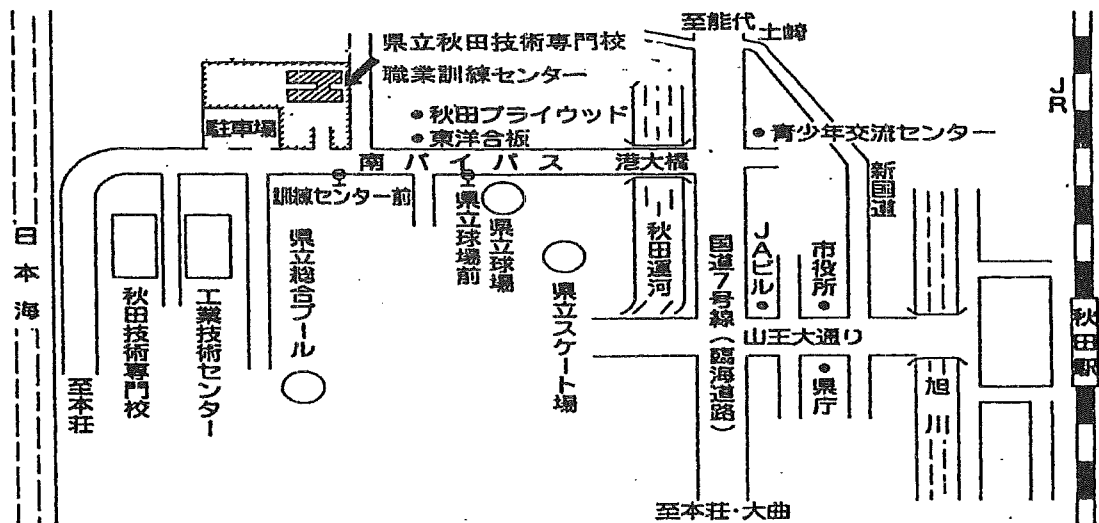 至能代
土崎
県立秋田技術専門校
職業訓練センター
JR
駐車場
秋田プライウッド
東洋合板
青少年交流センター
南バイパス
港大橋
新国道
訓練センター前
県立球場前
県立球場
秋田運河
国道7号線(臨海道路)
JAビル
市役所
日本海
秋田技術専門校
工業技術センター
県立総合プール
県立スケート場
山王大通り
秋田駅
至本荘
県庁
旭川
至本荘・大曲